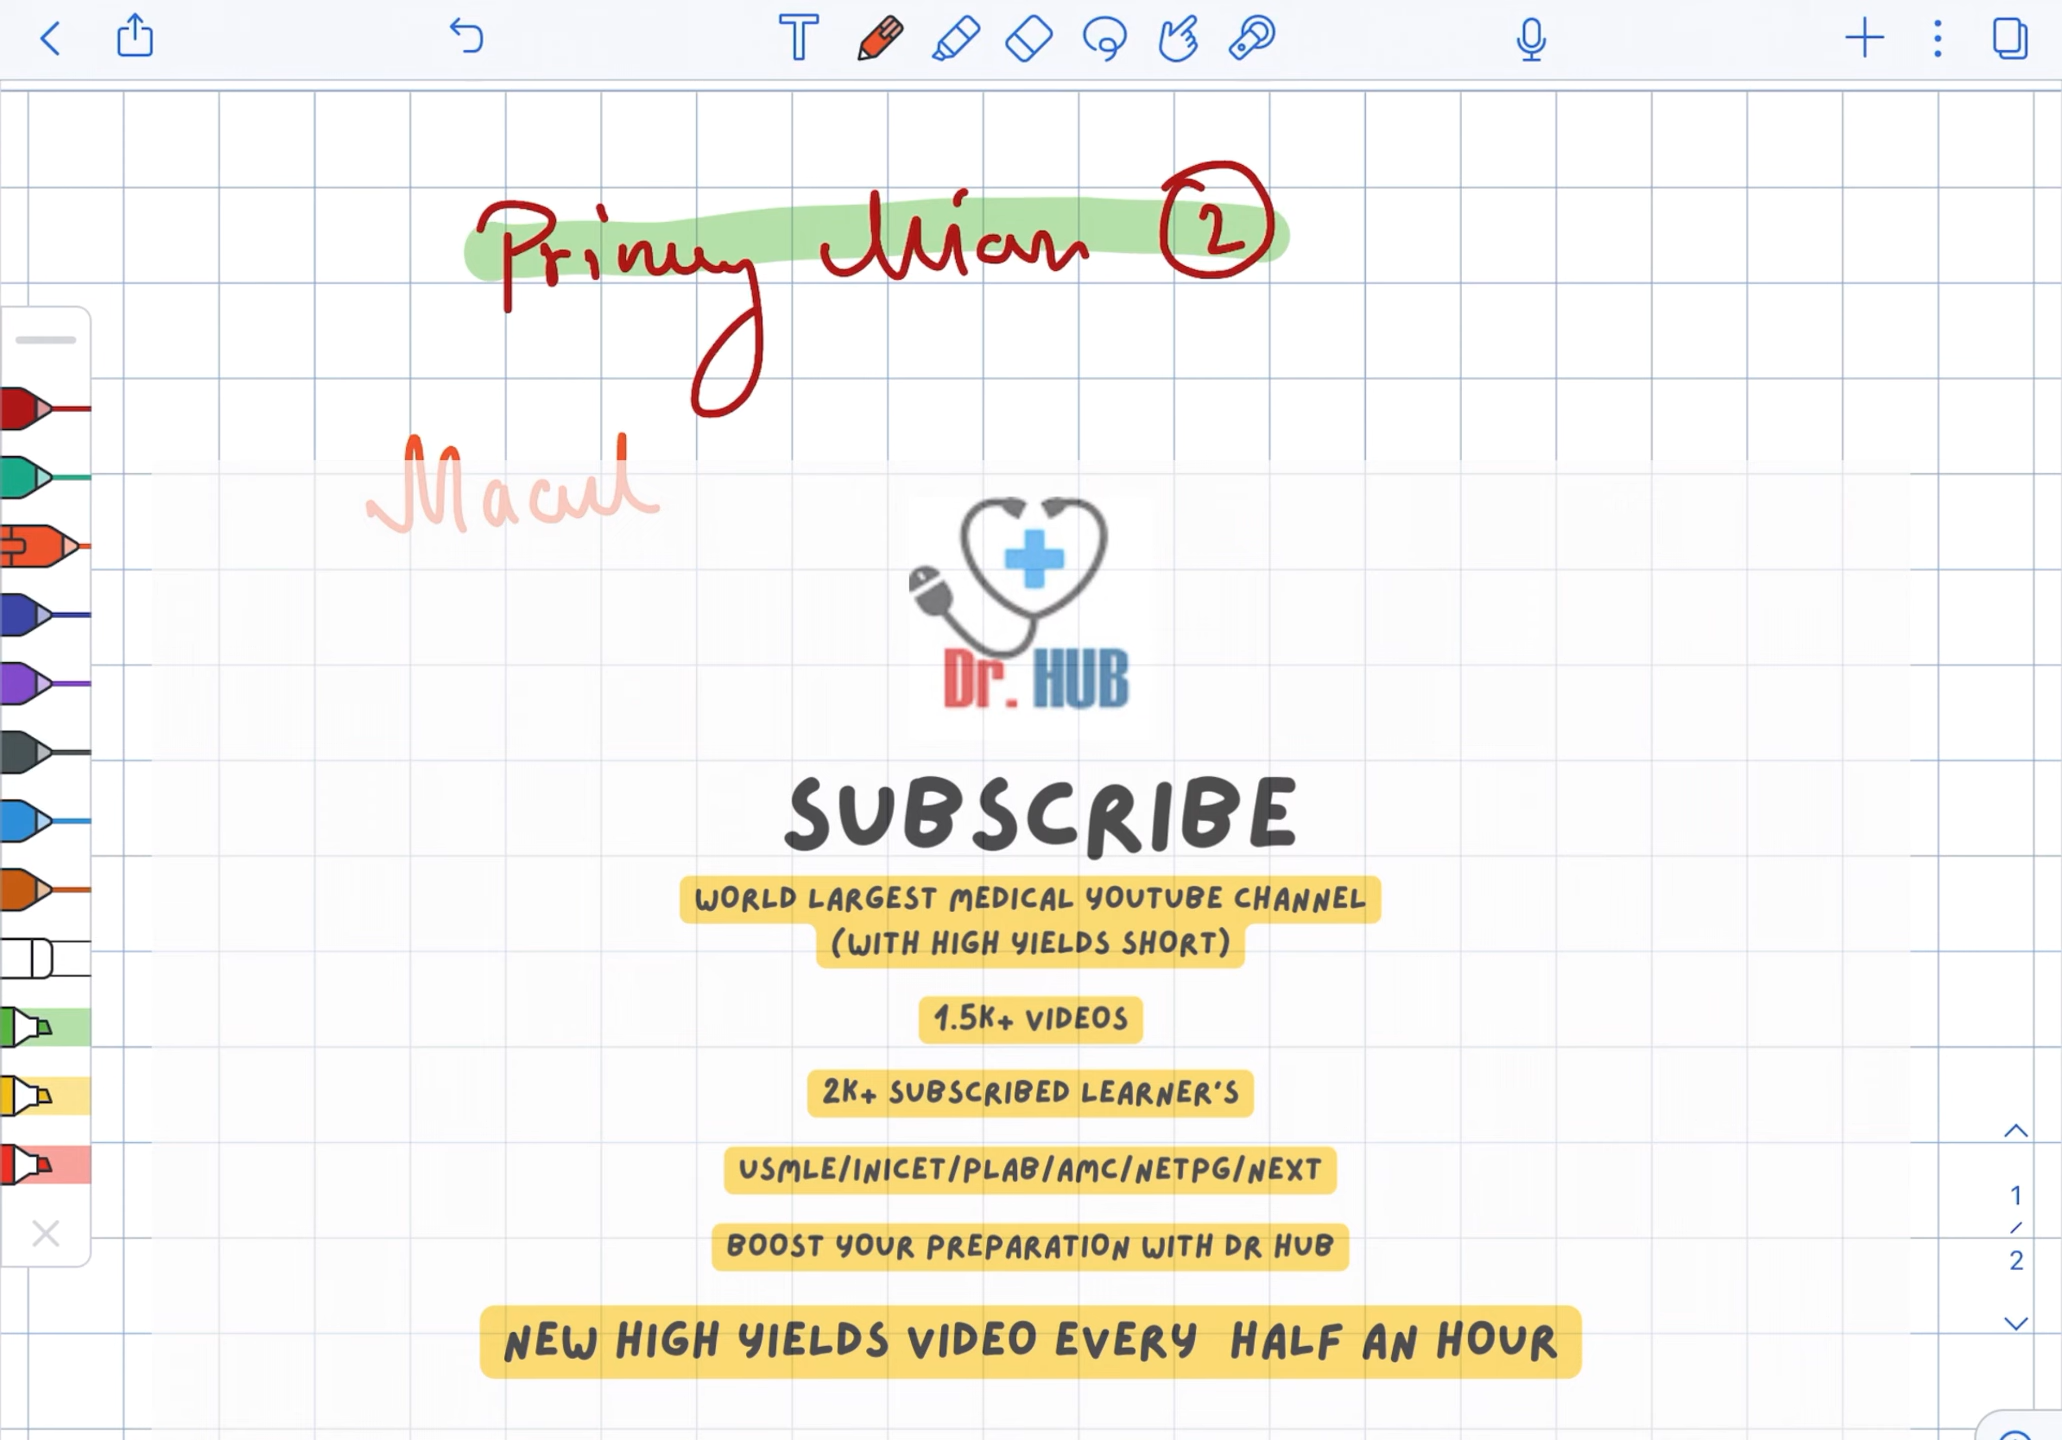 2
Macul
Dr. HUB
SUBSCRIBE
WORLD LARGEST MEDICAL YOUTUBE CHANNEL
(WITH HIGH YIELDS SHORT)
1.5K+ VIDEOS
2K+ SUBSCRIBED LEARNER'S
USMLE/INICET/PLAB/AMC/NETPG/NEXT
BOOST YOUR PREPARATION WITH DR HUB
NEW HIGH YIELDS VIDEO EVERY HALF AN HOUR
1
/
2